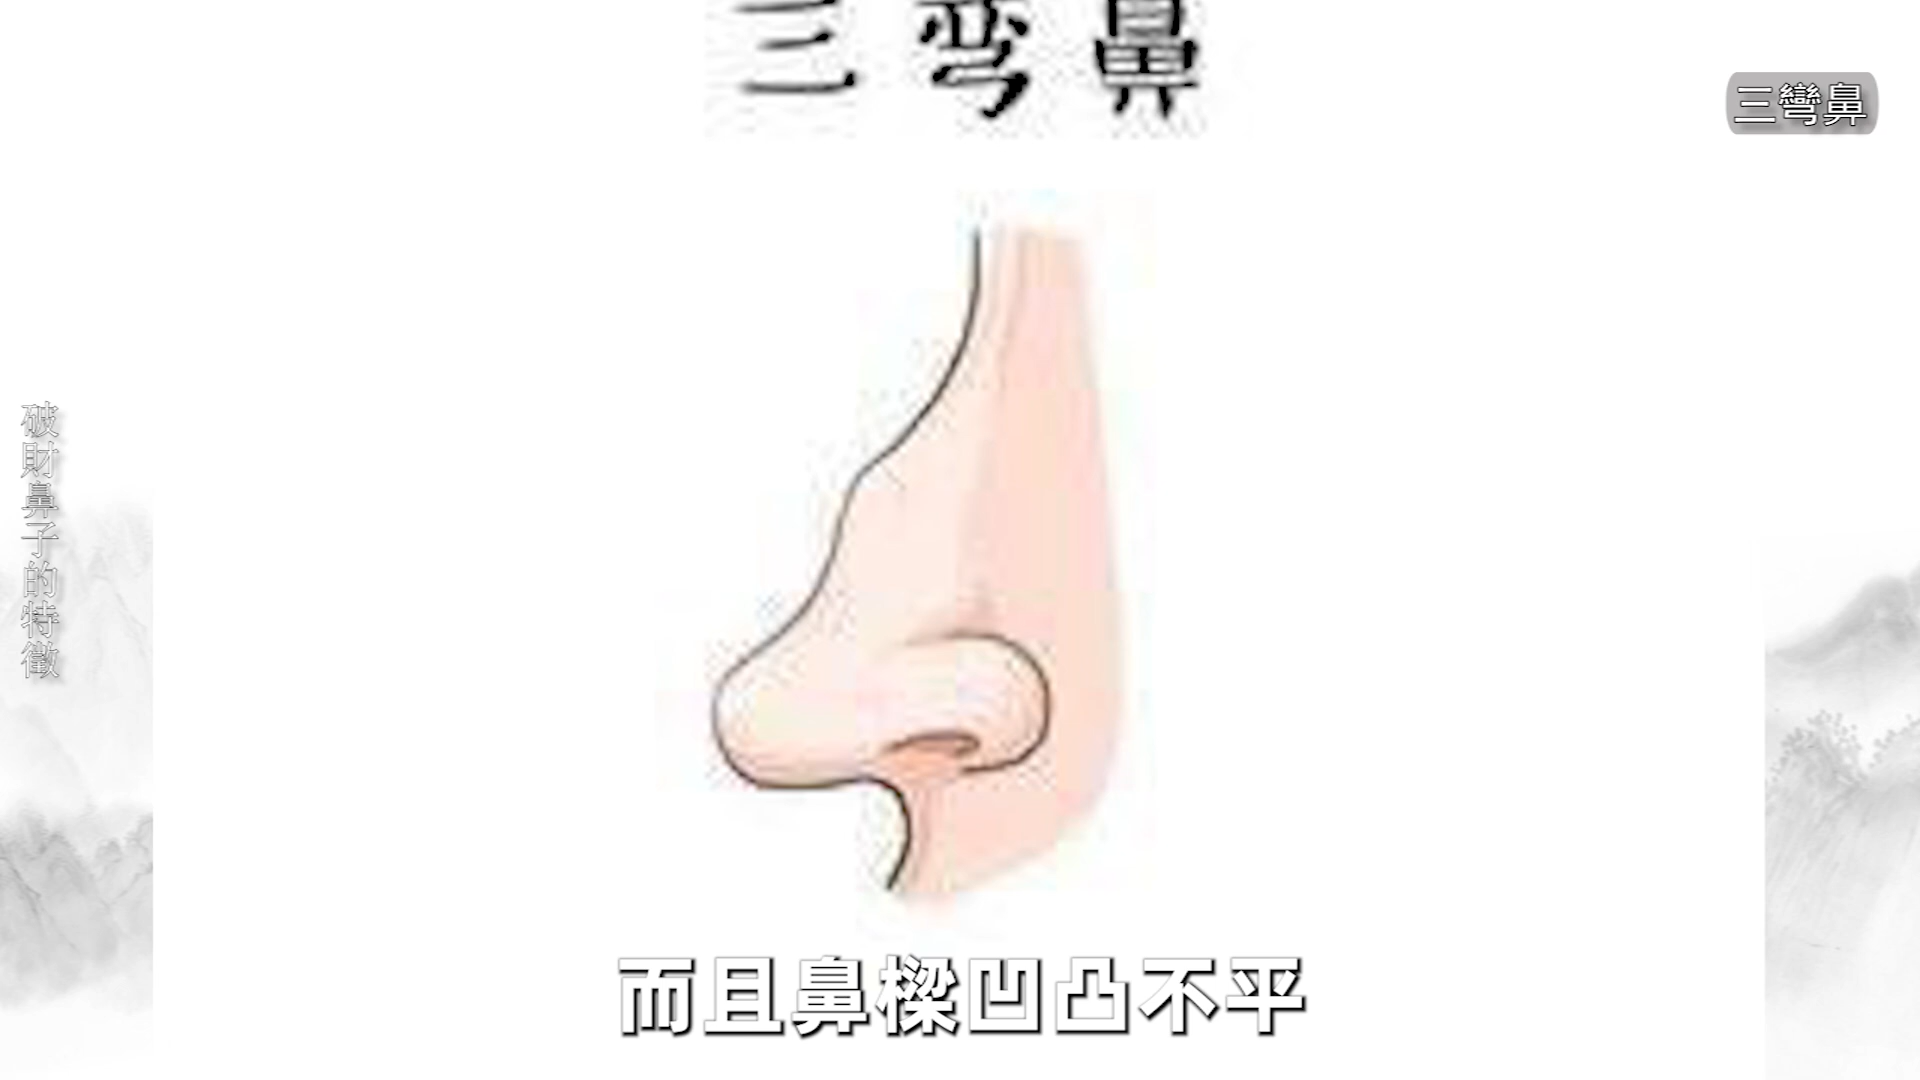 三弯鼻
三彎鼻
破財鼻子的特徵
而且鼻樑凹凸不平